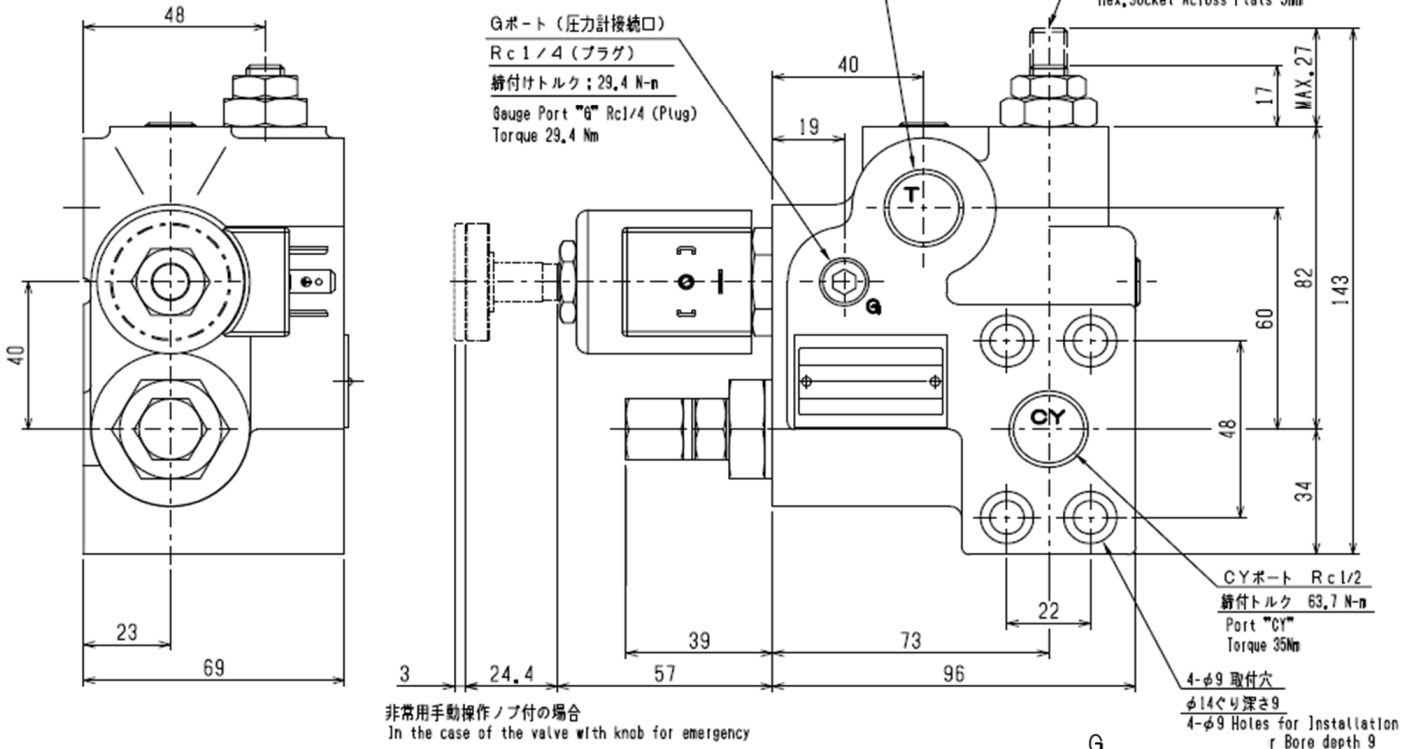 Hex.Socket Across Flats 5mm
48
Gポート (圧力計接続口)
Rc1/4 (プラグ)
締付けトルク：29.4 N-m
Gauge Port "G" Rc1/4 (Plug)
Torque 29.4 Nm
40
19
17
MAX.27
T
G
40
60
82
143
CY
48
34
CYポート Rc1/2
締付トルク 63.7 N-m
Port "CY"
Torque 35Nm
22
23
69
39
73
3
24.4
57
96
4-φ9 取付穴
φ14ぐり深さ9
4-φ9 Holes for Installation
r Bore depth 9
非常用手動操作ノブ付の場合
In the case of the valve with knob for emergency
G